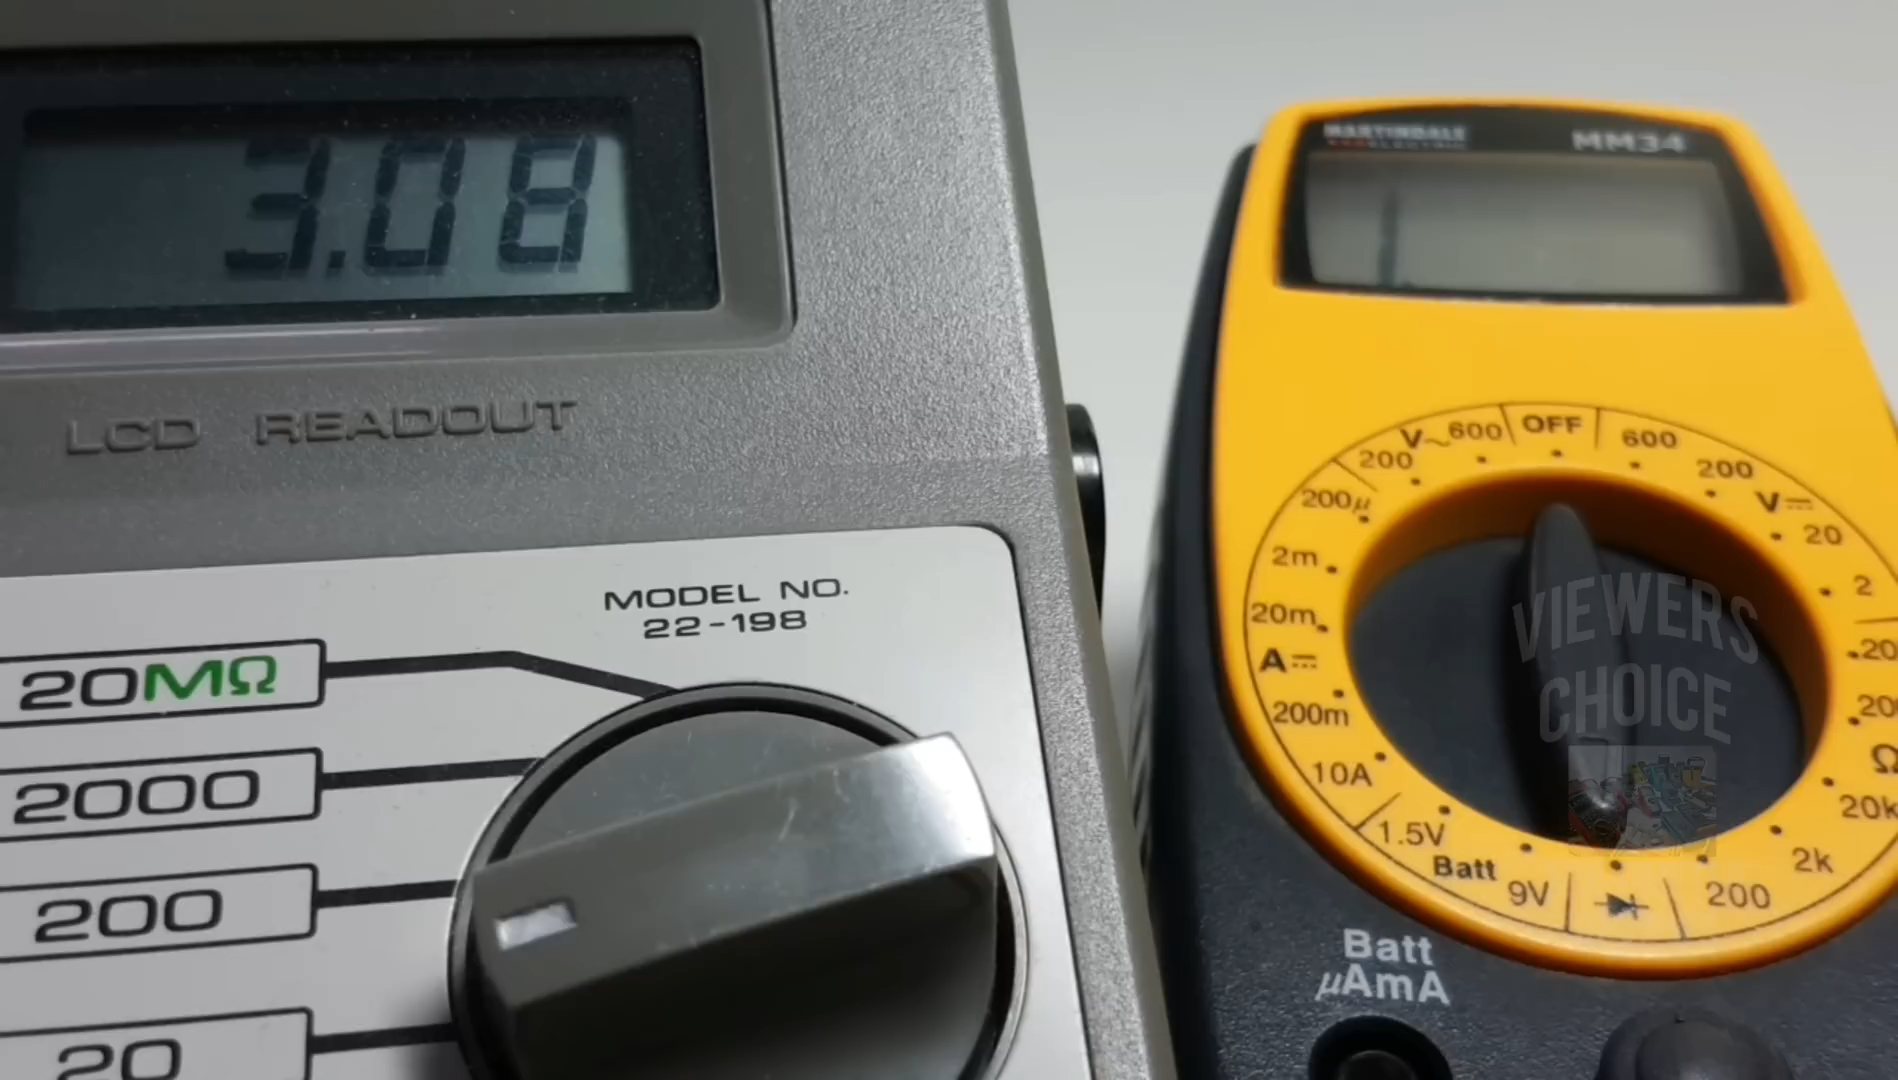 3.08
LCD READOUT
MODEL NO.
22-198
20MΩ
2000
200
20
MARTINDALE
ELECTRIC
MM34
OFF
V~600
200
200µ
2m
20m
A⎓
200m
10A
1.5V
Batt
9V
600
200
V⎓
20
2
Ω
20k
2k
200
Batt
µAmA
VIEWERS
CHOICE